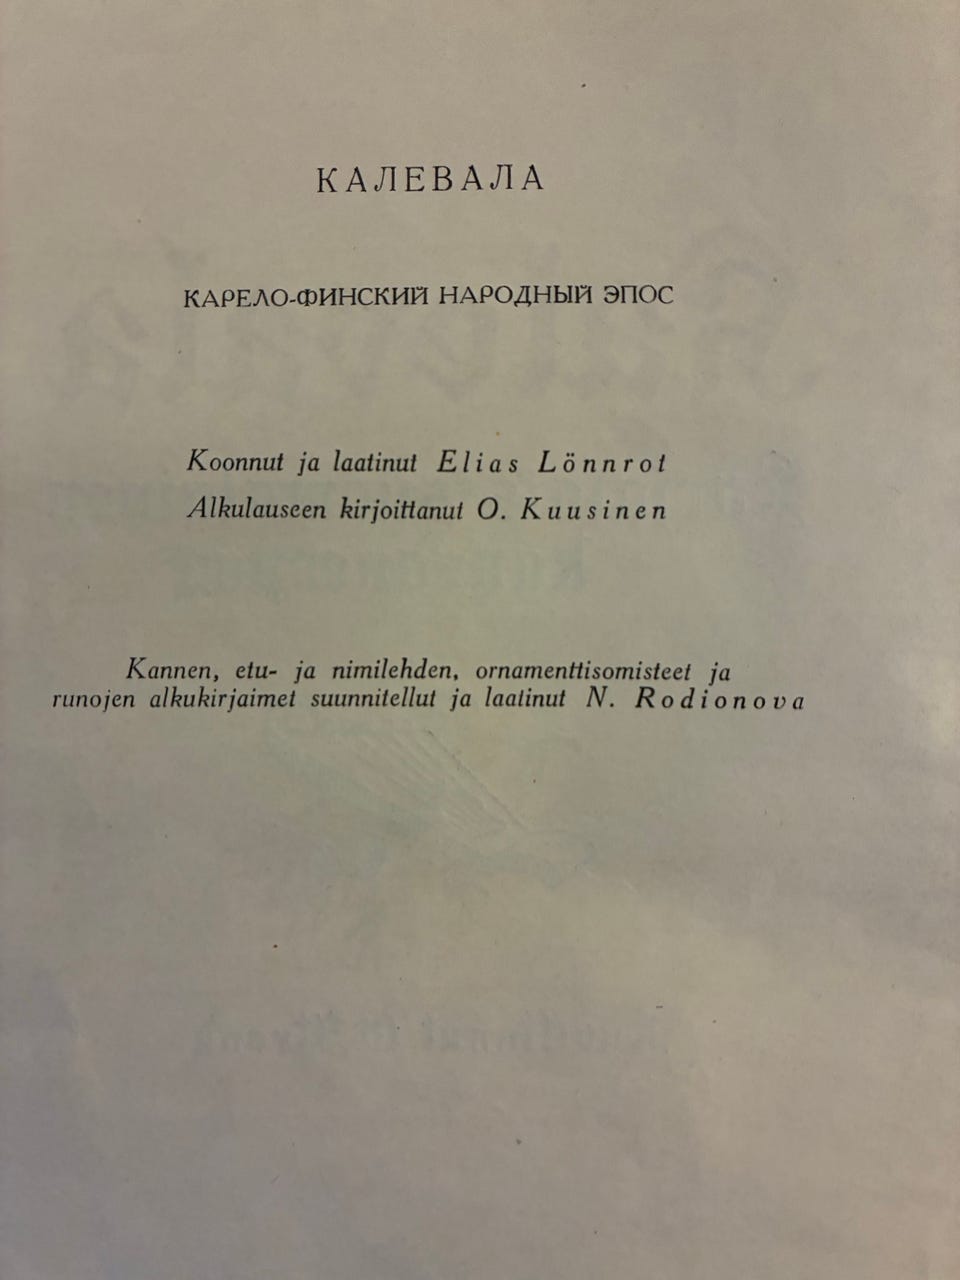 КАЛЕВАЛА
КАРЕЛО-ФИНСКИЙ НАРОДНЫЙ ЭПОС
Koonnut ja laatinut Elias Lönnrot
Alkulauseen kirjoittanut O. Kuusinen
Kannen, etu- ja nimilehden, ornamenttisomisteet ja
runojen alkukirjaimet suunnitellut ja laatinut N. Rodionova